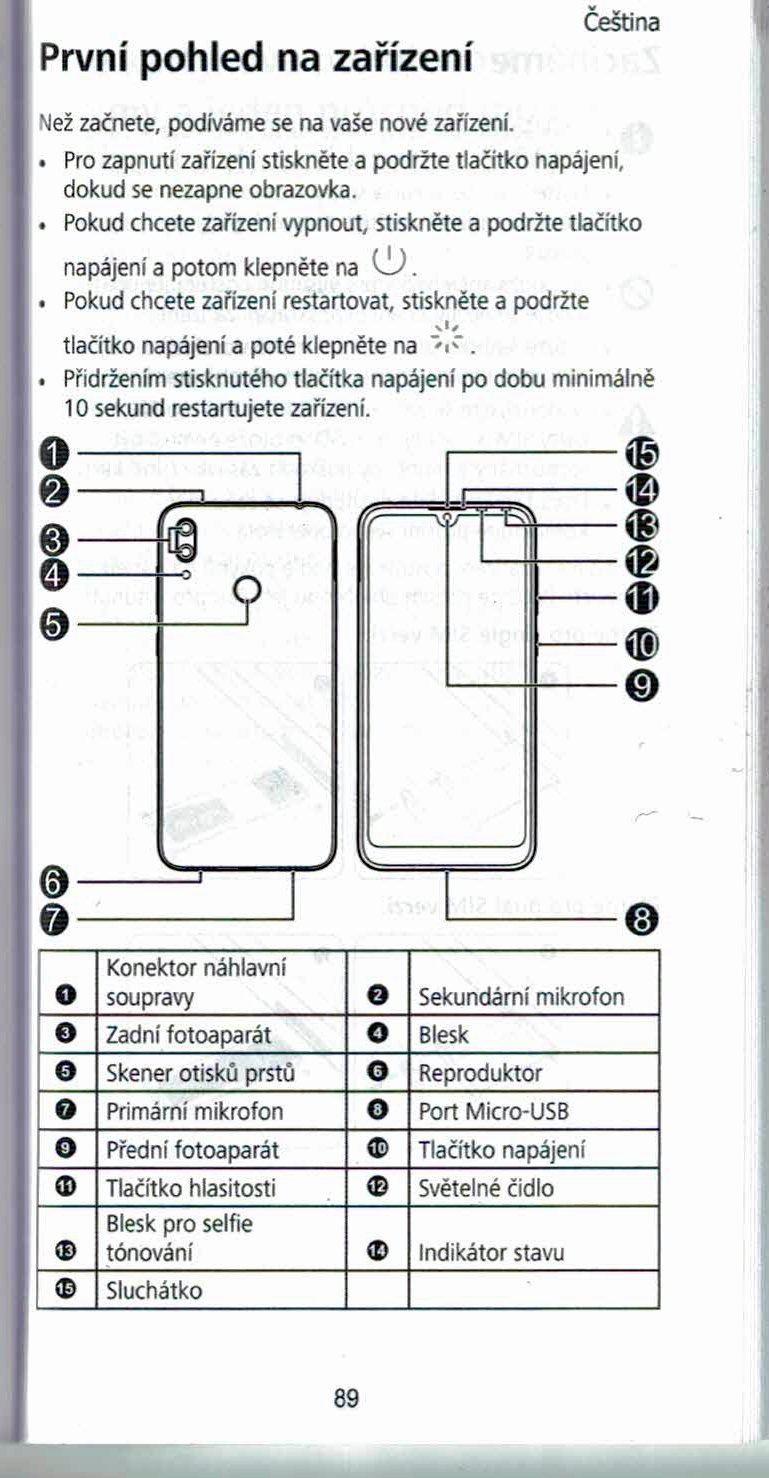 Čeština
První pohled na zařízení
Než začnete, podíváme se na vaše nové zařízení.
• Pro zapnutí zařízení stiskněte a podržte tlačítko napájení,
dokud se nezapne obrazovka.
• Pokud chcete zařízení vypnout, stiskněte a podržte tlačítko
napájení a potom klepněte na .
• Pokud chcete zařízení restartovat, stiskněte a podržte
tlačítko napájení a poté klepněte na .
• Přidržením stisknutého tlačítka napájení po dobu minimálně
10 sekund restartujete zařízení.
1 15
2 14
3 13
4 12
11
5 10
9
6
7 8
Konektor náhlavní
1 soupravy 2 Sekundární mikrofon
3 Zadní fotoaparát 4 Blesk
5 Skener otisků prstů 6 Reproduktor
7 Primární mikrofon 8 Port Micro-USB
9 Přední fotoaparát 10 Tlačítko napájení
11 Tlačítko hlasitosti 12 Světelné čidlo
Blesk pro selfie
13 tónování 14 Indikátor stavu
15 Sluchátko
89